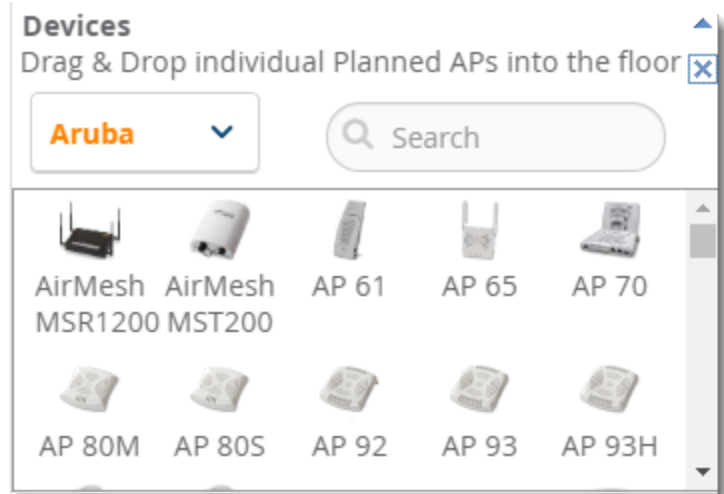 Devices
Drag & Drop individual Planned APs into the floor
Aruba
Search
AirMesh MSR1200
AirMesh MST200
AP 61
AP 65
AP 70
AP 80M
AP 80S
AP 92
AP 93
AP 93H